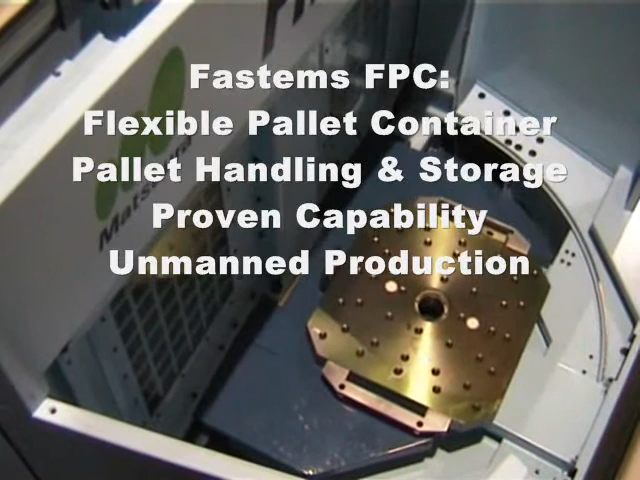 Fastems FPC:
Flexible Pallet Container
Pallet Handling & Storage
Proven Capability
Unmanned Production